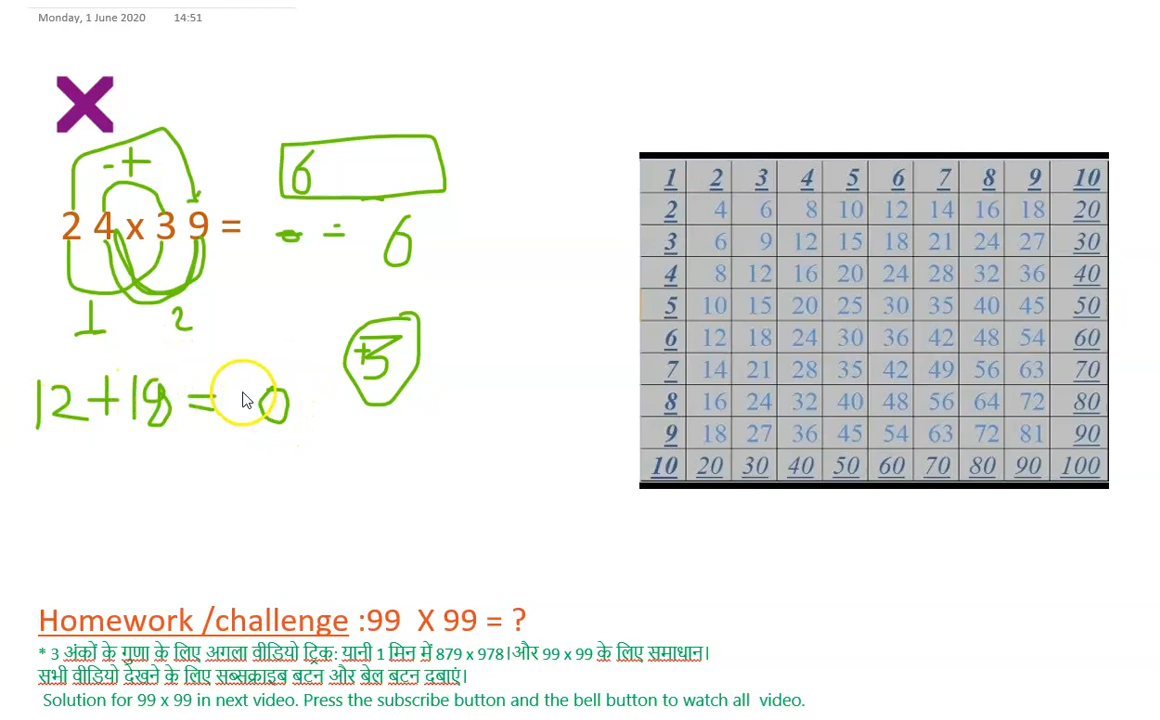 Monday, 1 June 2020 14:51
X
- +
6
2 4 x 3 9 =
= 6
1 2
+3
12+18= 0
1 2 3 4 5 6 7 8 9 10
2 4 6 8 10 12 14 16 18 20
3 6 9 12 15 18 21 24 27 30
4 8 12 16 20 24 28 32 36 40
5 10 15 20 25 30 35 40 45 50
6 12 18 24 30 36 42 48 54 60
7 14 21 28 35 42 49 56 63 70
8 16 24 32 40 48 56 64 72 80
9 18 27 36 45 54 63 72 81 90
10 20 30 40 50 60 70 80 90 100
Homework /challenge :99 X 99 = ?
* 3 अंकों के गुणा के लिए अगला वीडियो ट्रिक: यानी 1 मिन में 879 x 978।और 99 x 99 के लिए समाधान।
सभी वीडियो देखने के लिए सब्सक्राइब बटन और बेल बटन दबाएं।
Solution for 99 x 99 in next video. Press the subscribe button and the bell button to watch all video.